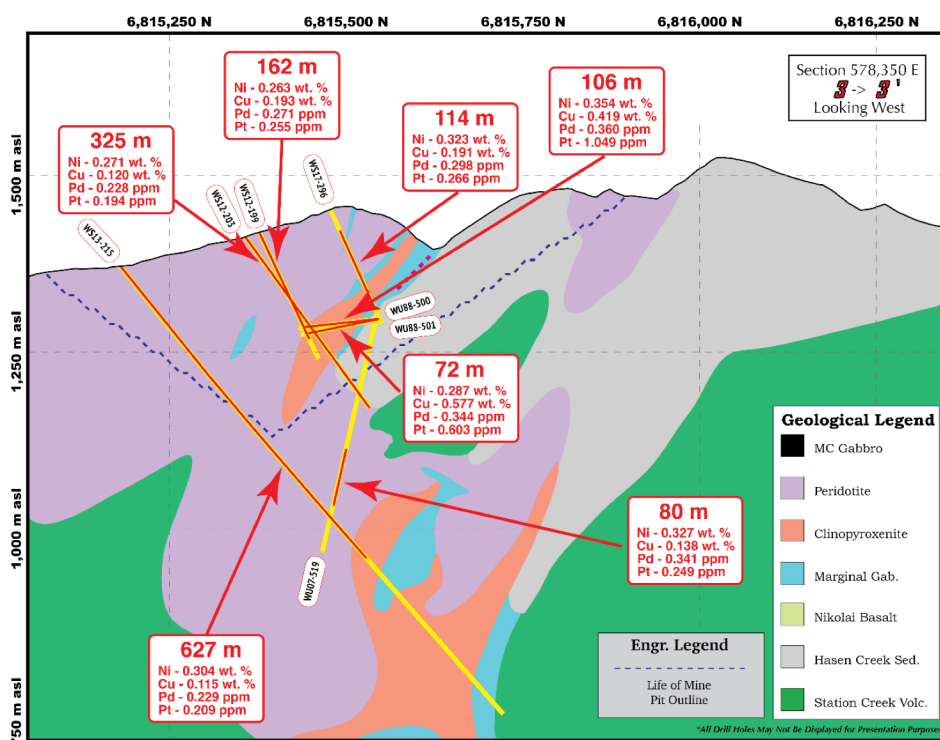 6,815,250 N
6,815,500 N
6,815,750 N
6,816,000 N
6,816,250 N
Section 578,350 E
3 -> 3'
Looking West
162 m
Ni - 0.263 wt. %
Cu - 0.193 wt. %
Pd - 0.271 ppm
Pt - 0.255 ppm
106 m
Ni - 0.354 wt. %
Cu - 0.419 wt. %
Pd - 0.360 ppm
Pt - 1.049 ppm
114 m
Ni - 0.323 wt. %
Cu - 0.191 wt. %
Pd - 0.298 ppm
Pt - 0.266 ppm
325 m
Ni - 0.271 wt. %
Cu - 0.120 wt. %
Pd - 0.228 ppm
Pt - 0.194 ppm
1,500 m asl
WS13-215
WS12-203
WS12-199
WS17-296
WU88-500
WU88-501
1,250 m asl
72 m
Ni - 0.287 wt. %
Cu - 0.577 wt. %
Pd - 0.344 ppm
Pt - 0.603 ppm
1,000 m asl
WU07-519
80 m
Ni - 0.327 wt. %
Cu - 0.138 wt. %
Pd - 0.341 ppm
Pt - 0.249 ppm
627 m
Ni - 0.304 wt. %
Cu - 0.115 wt. %
Pd - 0.229 ppm
Pt - 0.209 ppm
50 m asl
Engr. Legend
Life of Mine
Pit Outline
Geological Legend
MC Gabbro
Peridotite
Clinopyroxenite
Marginal Gab.
Nikolai Basalt
Hasen Creek Sed.
Station Creek Volc.
*All Drill Holes May Not Be Displayed for Presentation Purposes